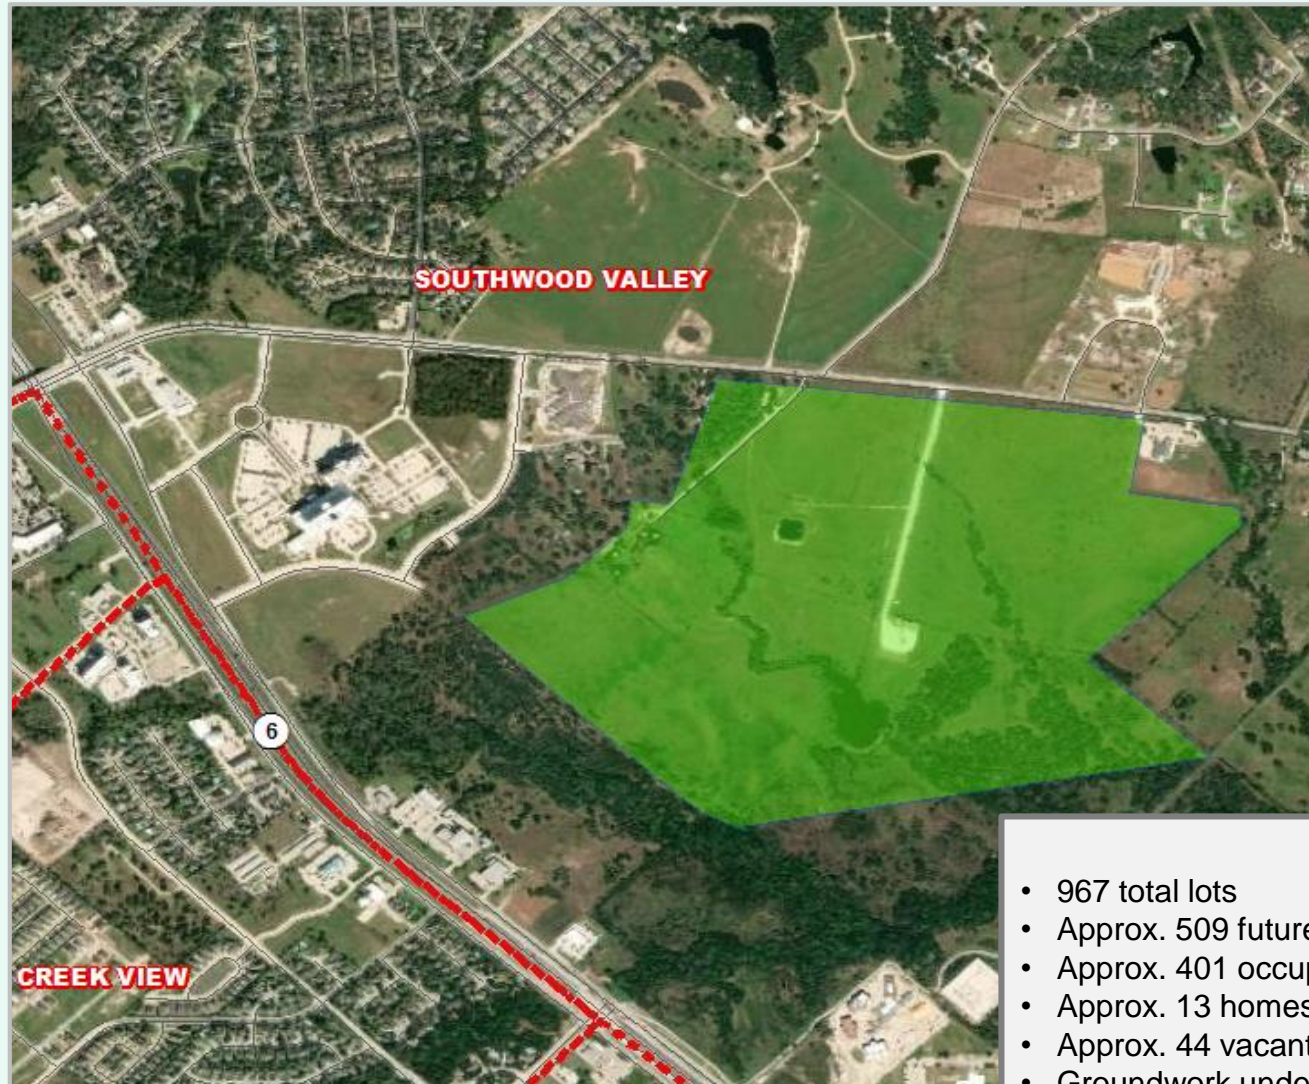 SOUTHWOOD VALLEY
6
CREEK VIEW
• 967 total lots
• Approx. 509 future
• Approx. 401
• Approx. 13 homes
• Approx. 44 vacant
• Groundwork